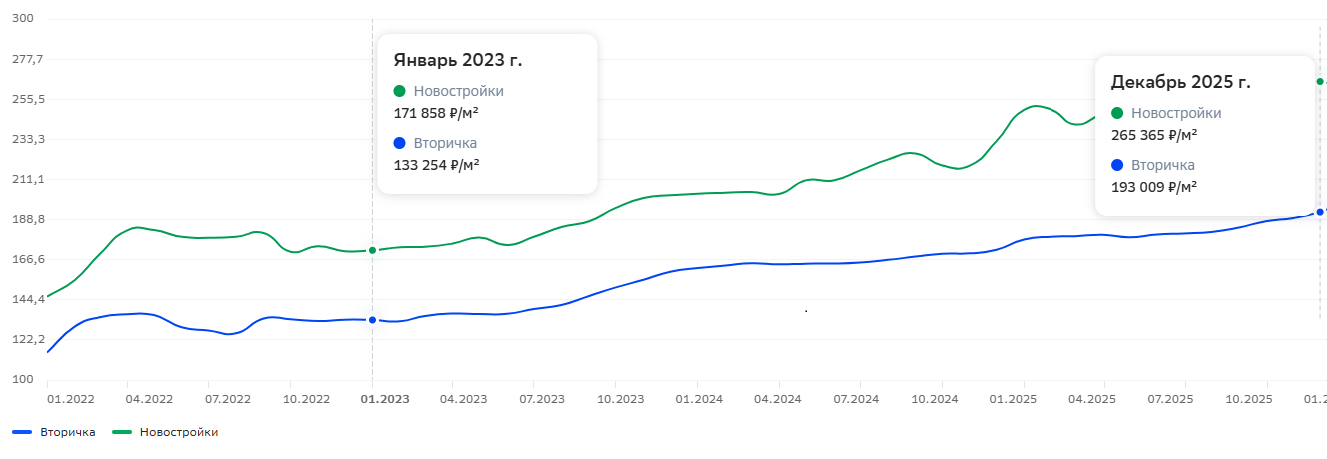 300
277,7
255,5
233,3
211,1
188,8
166,6
144,4
122,2
100
Январь 2023 г.
Новостройки
171 858 ₽/м²
Вторичка
133 254 ₽/м²
Декабрь 2025 г.
Новостройки
265 365 ₽/м²
Вторичка
193 009 ₽/м²
01.2022 04.2022 07.2022 10.2022 01.2023 04.2023 07.2023 10.2023 01.2024 04.2024 07.2024 10.2024 01.2025 04.2025 07.2025 10.2025 01.2
Вторичка Новостройки